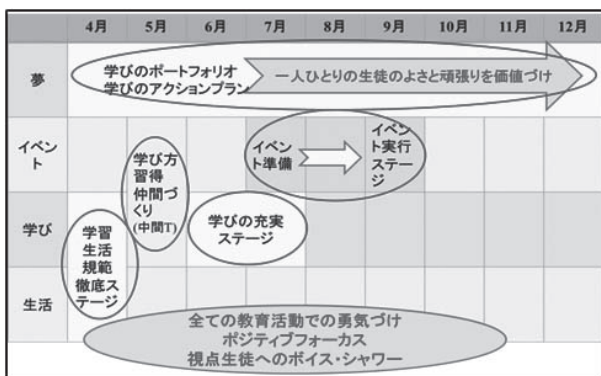 4月 5月 6月 7月 8月 9月 10月 11月 12月
夢
学びのポートフォリオ
学びのアクションプラン
一人ひとりの生徒のよさと頑張りを価値づけ
イベン
ト
学び方
習得
仲間づ
くり
(中間T)
イベン
ト準備
イベン
ト実行
ステー
ジ
学び
学習
生活
規範
徹底ス
テージ
学びの充実
ステージ
生活
全ての教育活動での勇気づけ
ポジティブフォーカス
視点生徒へのボイス・シャワー